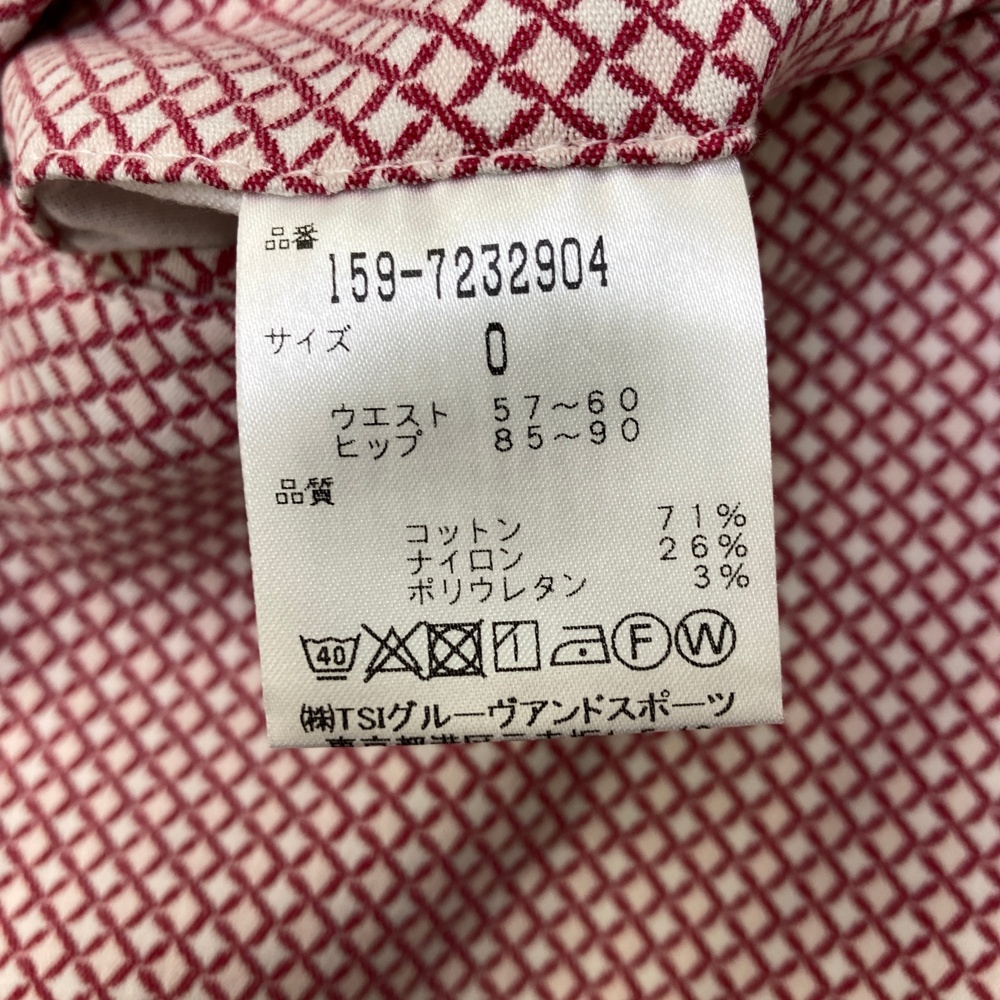 品番
159-7232904
サイズ 0
ウエスト 57～60
ヒップ 85～90
品質
コットン 71%
ナイロン 26%
ポリウレタン 3%
40 F W
㈱TSIグルーヴアンドスポーツ